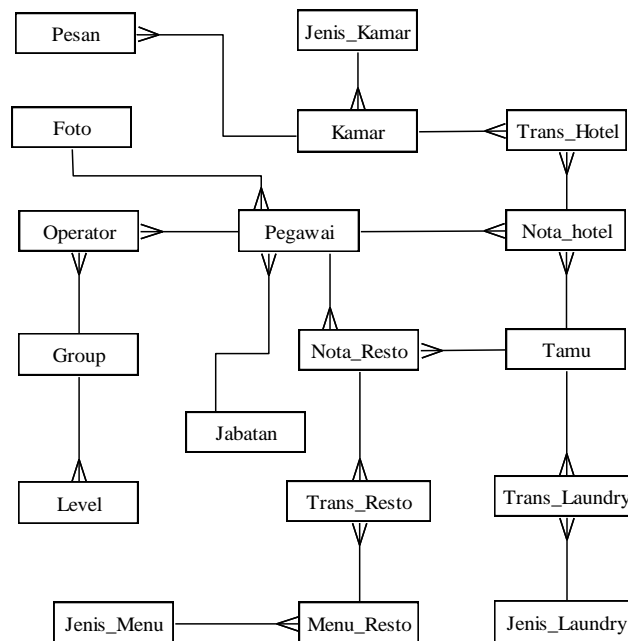 Pesan
Jenis_Kamar
Foto
Kamar
Trans_Hotel
Operator
Pegawai
Nota_hotel
Group
Nota_Resto
Tamu
Jabatan
Level
Trans_Resto
Trans_Laundry
Jenis_Menu
Menu_Resto
Jenis_Laundry